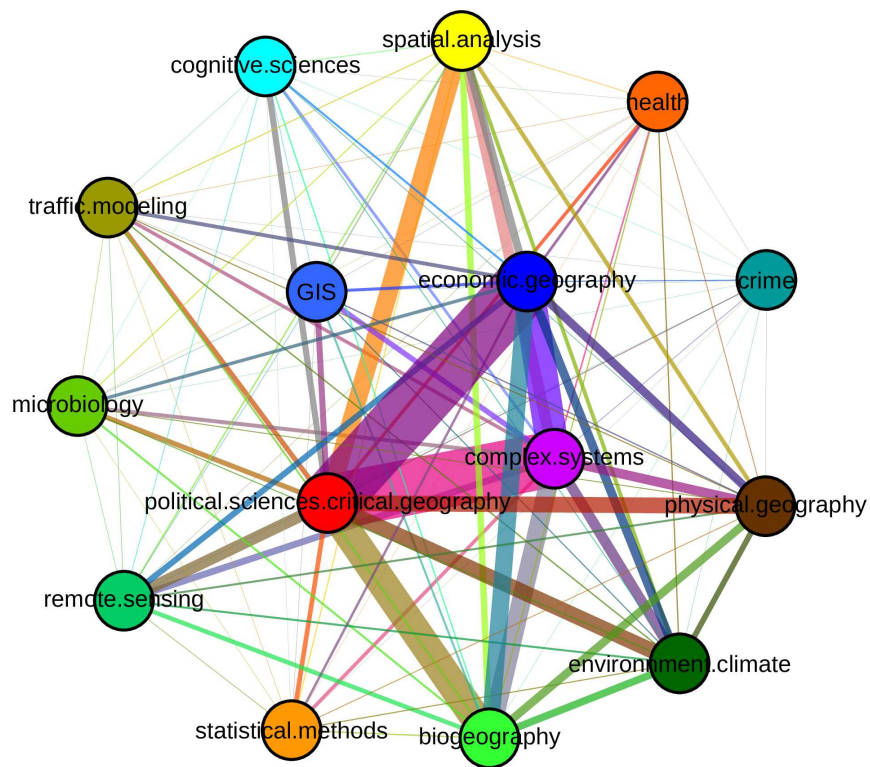 spatial.analysis
cognitive.sciences
health
traffic.modeling
economic.geography
crime
GIS
microbiology
complex.systems
political.sciences.critical.geography
physical.geography
remote.sensing
environnment.climate
statistical.methods
biogeography